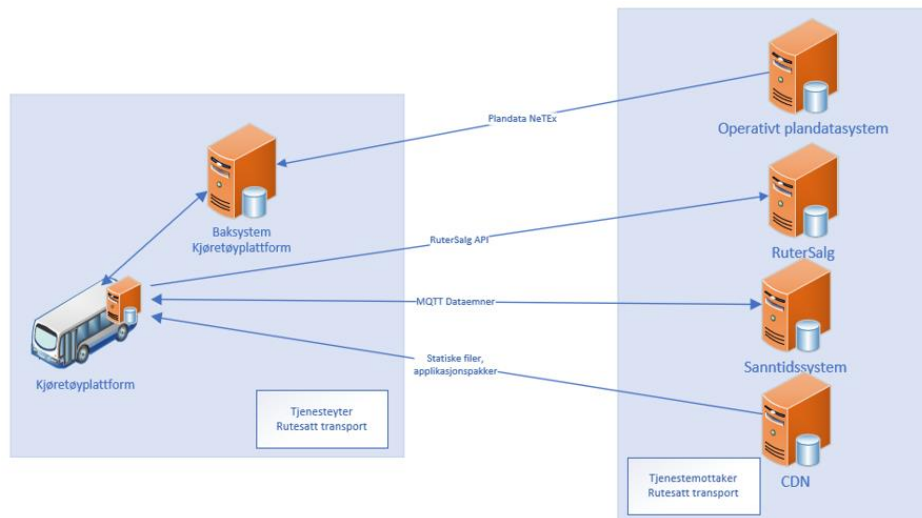 Operativt plandatasystem
Plandata NeTEx
Baksystem
Kjøretøyplattform
RuterSalg API
RuterSalg
MQTT Dataemner
Sanntidssystem
Statiske filer,
applikasjonspakker
Kjøretøyplattform
Tjenesteyter
Rutesatt transport
CDN
Tjenestemottaker
Rutesatt transport